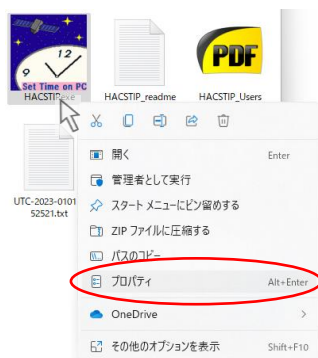 12
9
Set Time on PC
PDF
HACSTIP.exe
HACSTIP_readme
HACSTIP_Users
UTC-2023-0101
52521.txt
開く Enter
管理者として実行
スタート メニューにピン留めする
ZIP ファイルに圧縮する
パスのコピー
プロパティ Alt+Enter
OneDrive
その他のオプションを表示 Shift+F10